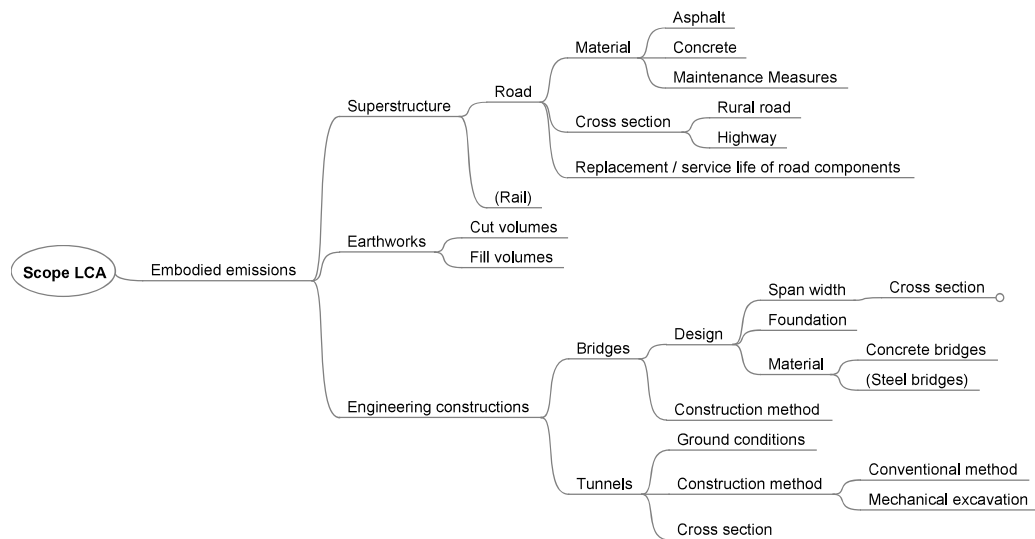 Scope LCA
Embodied emissions
Superstructure
Road
Material
Asphalt
Concrete
Maintenance Measures
Cross section
Rural road
Highway
Replacement / service life of road components
(Rail)
Earthworks
Cut volumes
Fill volumes
Engineering constructions
Bridges
Design
Span width
Cross section
Foundation
Material
Concrete bridges
(Steel bridges)
Construction method
Tunnels
Ground conditions
Construction method
Conventional method
Mechanical excavation
Cross section